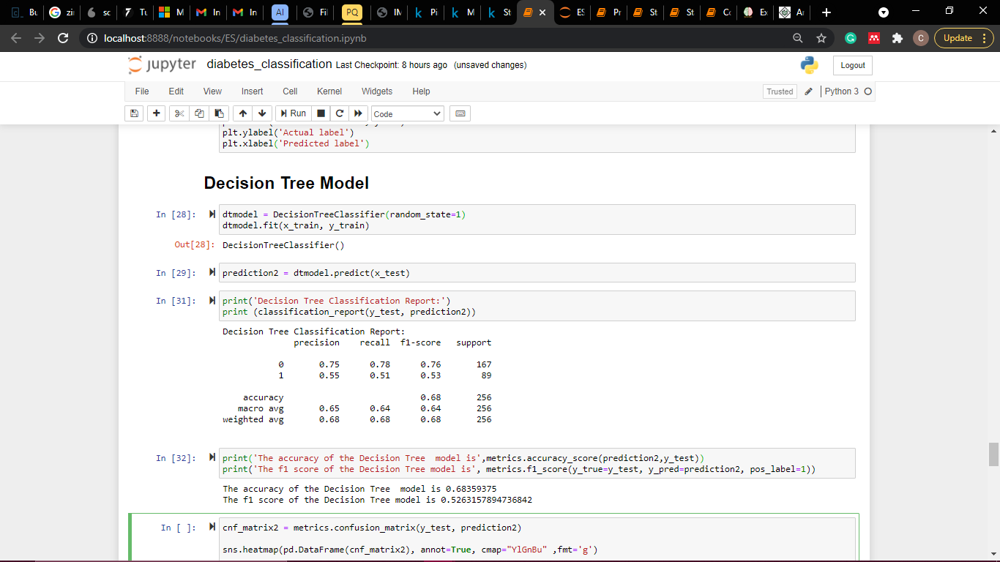 Bu
zii
sc
Tu
M
In
In
AI
Fil
PQ
IM
Pi
M
St
ES
Pr
St
St
Co
Ex
Ar
localhost:8888/notebooks/ES/diabetes_classification.ipynb
C
Update
jupyter
diabetes_classification Last Checkpoint: 8 hours ago (unsaved changes)
Logout
File Edit View Insert Cell Kernel Widgets Help
Trusted
Python 3
Run
Code
plt.ylabel('Actual label')
plt.xlabel('Predicted label')
Decision Tree Model
In [28]: dtmodel = DecisionTreeClassifier(random_state=1)
dtmodel.fit(x_train, y_train)
Out[28]: DecisionTreeClassifier()
In [29]: prediction2 = dtmodel.predict(x_test)
In [31]: print('Decision Tree Classification Report:')
print (classification_report(y_test, prediction2))
Decision Tree Classification Report:
precision recall f1-score support
0 0.75 0.78 0.76 167
1 0.55 0.51 0.53 89
accuracy 0.68 256
macro avg 0.65 0.64 0.64 256
weighted avg 0.68 0.68 0.68 256
In [32]: print('The accuracy of the Decision Tree  model is',metrics.accuracy_score(prediction2,y_test))
print('The f1 score of the Decision Tree model is', metrics.f1_score(y_true=y_test, y_pred=prediction2, pos_label=1))
The accuracy of the Decision Tree  model is 0.68359375
The f1 score of the Decision Tree model is 0.5263157894736842
In [ ]: cnf_matrix2 = metrics.confusion_matrix(y_test, prediction2)
sns.heatmap(pd.DataFrame(cnf_matrix2), annot=True, cmap="YlGnBu" ,fmt='g')